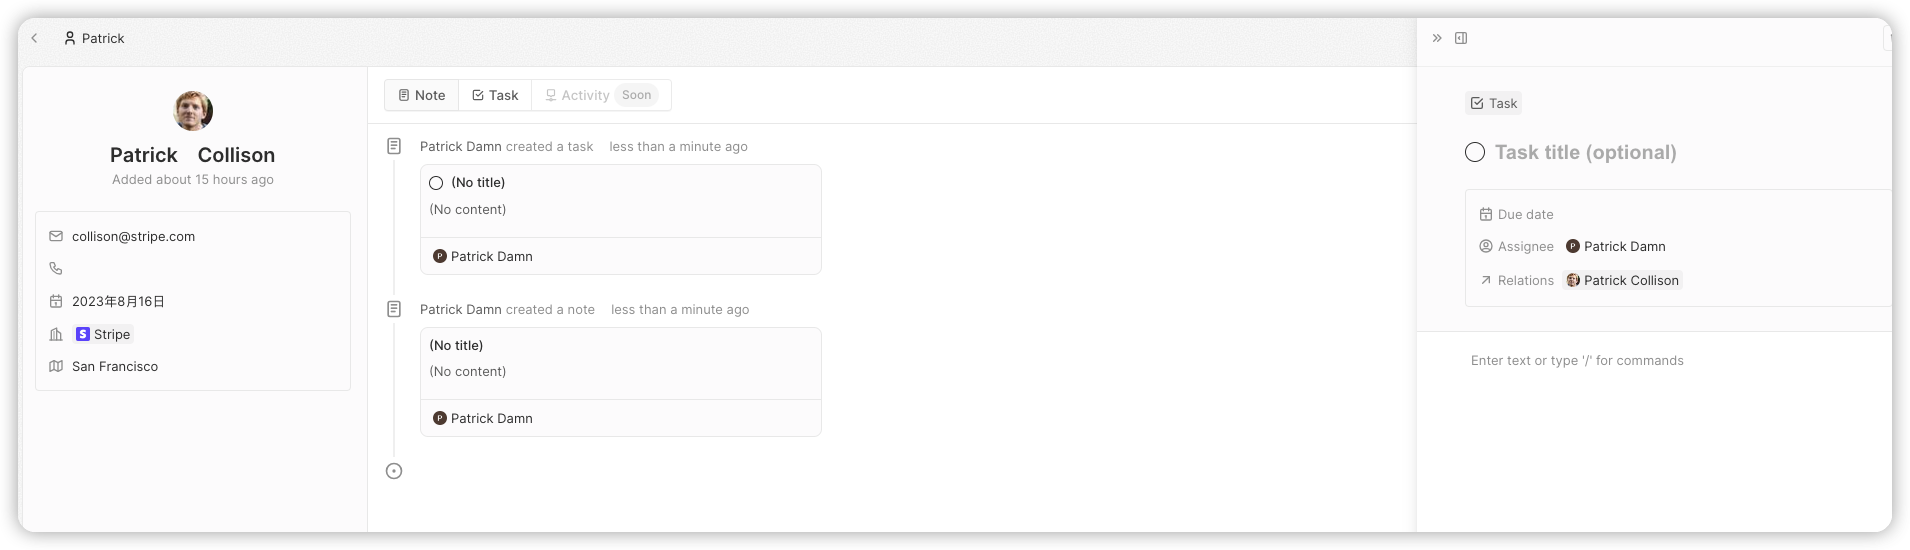 Patrick
Patrick Collison
Added about 15 hours ago
collison@stripe.com
2023年8月16日
S Stripe
San Francisco
Note Task Activity Soon
Patrick Damn created a task less than a minute ago
(No title)
(No content)
P Patrick Damn
Patrick Damn created a note less than a minute ago
(No title)
(No content)
P Patrick Damn
Task
Task title (optional)
Due date
Assignee P Patrick Damn
Relations Patrick Collison
Enter text or type '/' for commands